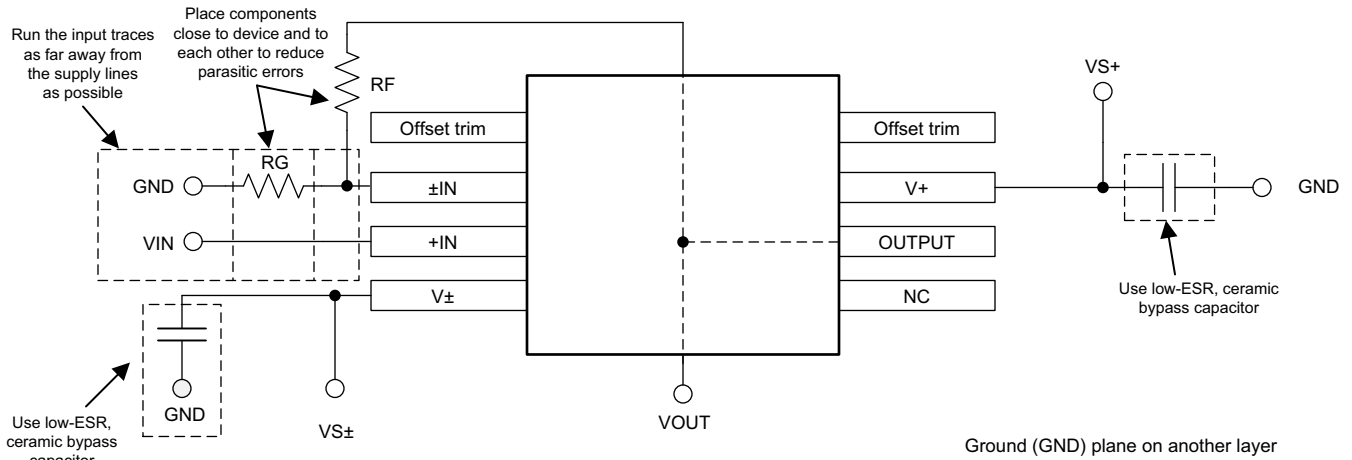 Run the input traces
as far away from
the supply lines
as possible
Place components
close to device and to
each other to reduce
parasitic errors
RF
VS+
Offset trim
Offset trim
RG
GND
±IN
V+
GND
VIN
+IN
OUTPUT
V±
NC
Use low-ESR, ceramic
bypass capacitor
GND
VS±
VOUT
Use low-ESR,
ceramic bypass
capacitor
Ground (GND) plane on another layer